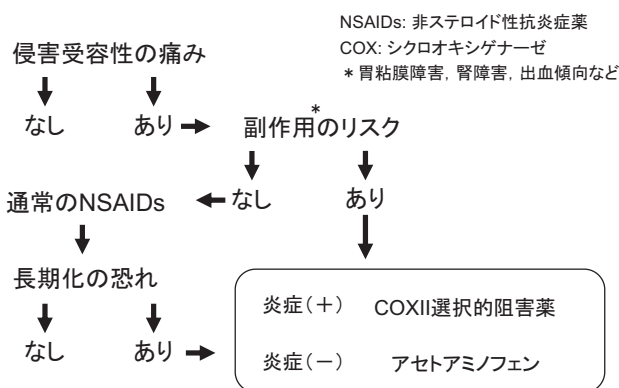 NSAIDs: 非ステロイド性抗炎症薬
COX: シクロオキシゲナーゼ
*胃粘膜障害, 腎障害, 出血傾向など
侵害受容性の痛み
なし あり 副作用のリスク*
通常のNSAIDs なし あり
長期化の恐れ
炎症(+) COXII選択的阻害薬
なし あり
炎症(-) アセトアミノフェン